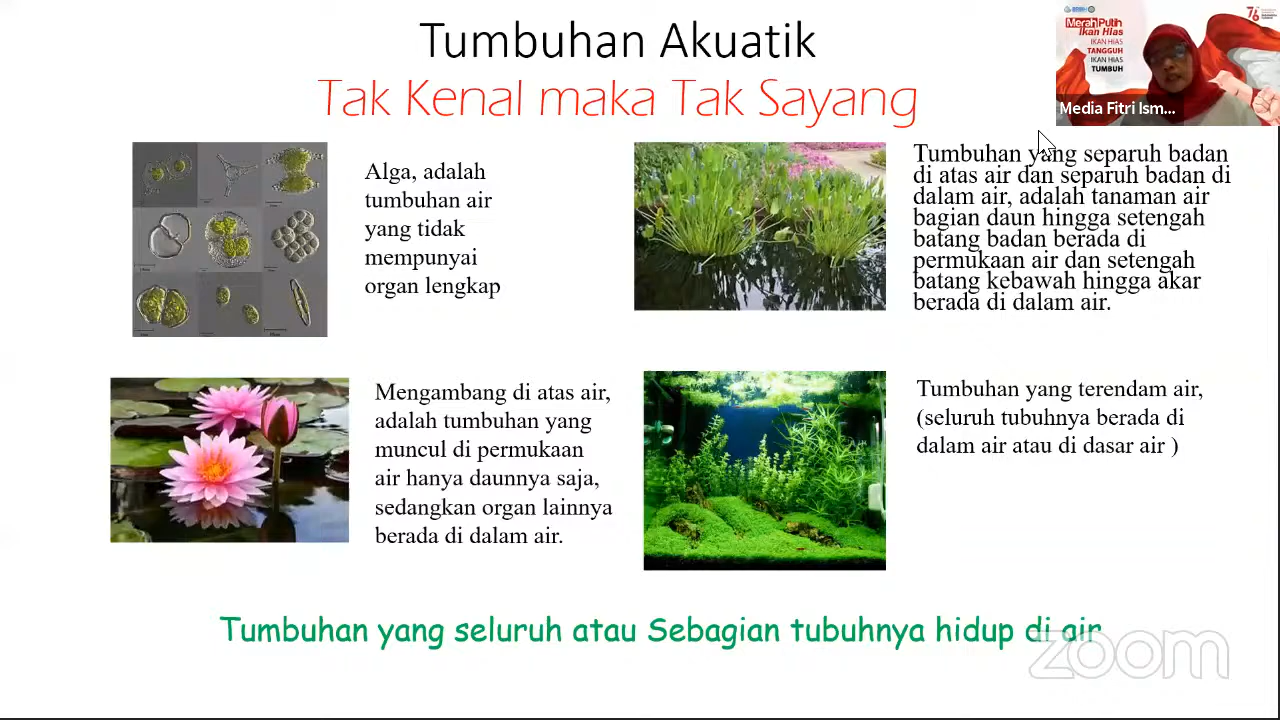 Tumbuhan Akuatik
Tak Kenal maka Tak Sayang
Alga, adalah
tumbuhan air
yang tidak
mempunyai
organ lengkap
Tumbuhan yang separuh badan
di atas air dan separuh badan di
dalam air, adalah tanaman air
bagian daun hingga setengah
batang badan berada di
permukaan air dan setengah
batang kebawah hingga akar
berada di dalam air.
Mengambang di atas air,
adalah tumbuhan yang
muncul di permukaan
air hanya daunnya saja,
sedangkan organ lainnya
berada di dalam air.
Tumbuhan yang terendam air,
(seluruh tubuhnya berada di
dalam air atau di dasar air )
Tumbuhan yang seluruh atau Sebagian tubuhnya hidup di air
zoom
Merah Putih
Ikan Hias
IKAN HIAS
TANGGUH
IKAN HIAS
TUMBUH
76
Media Fitri Ism...